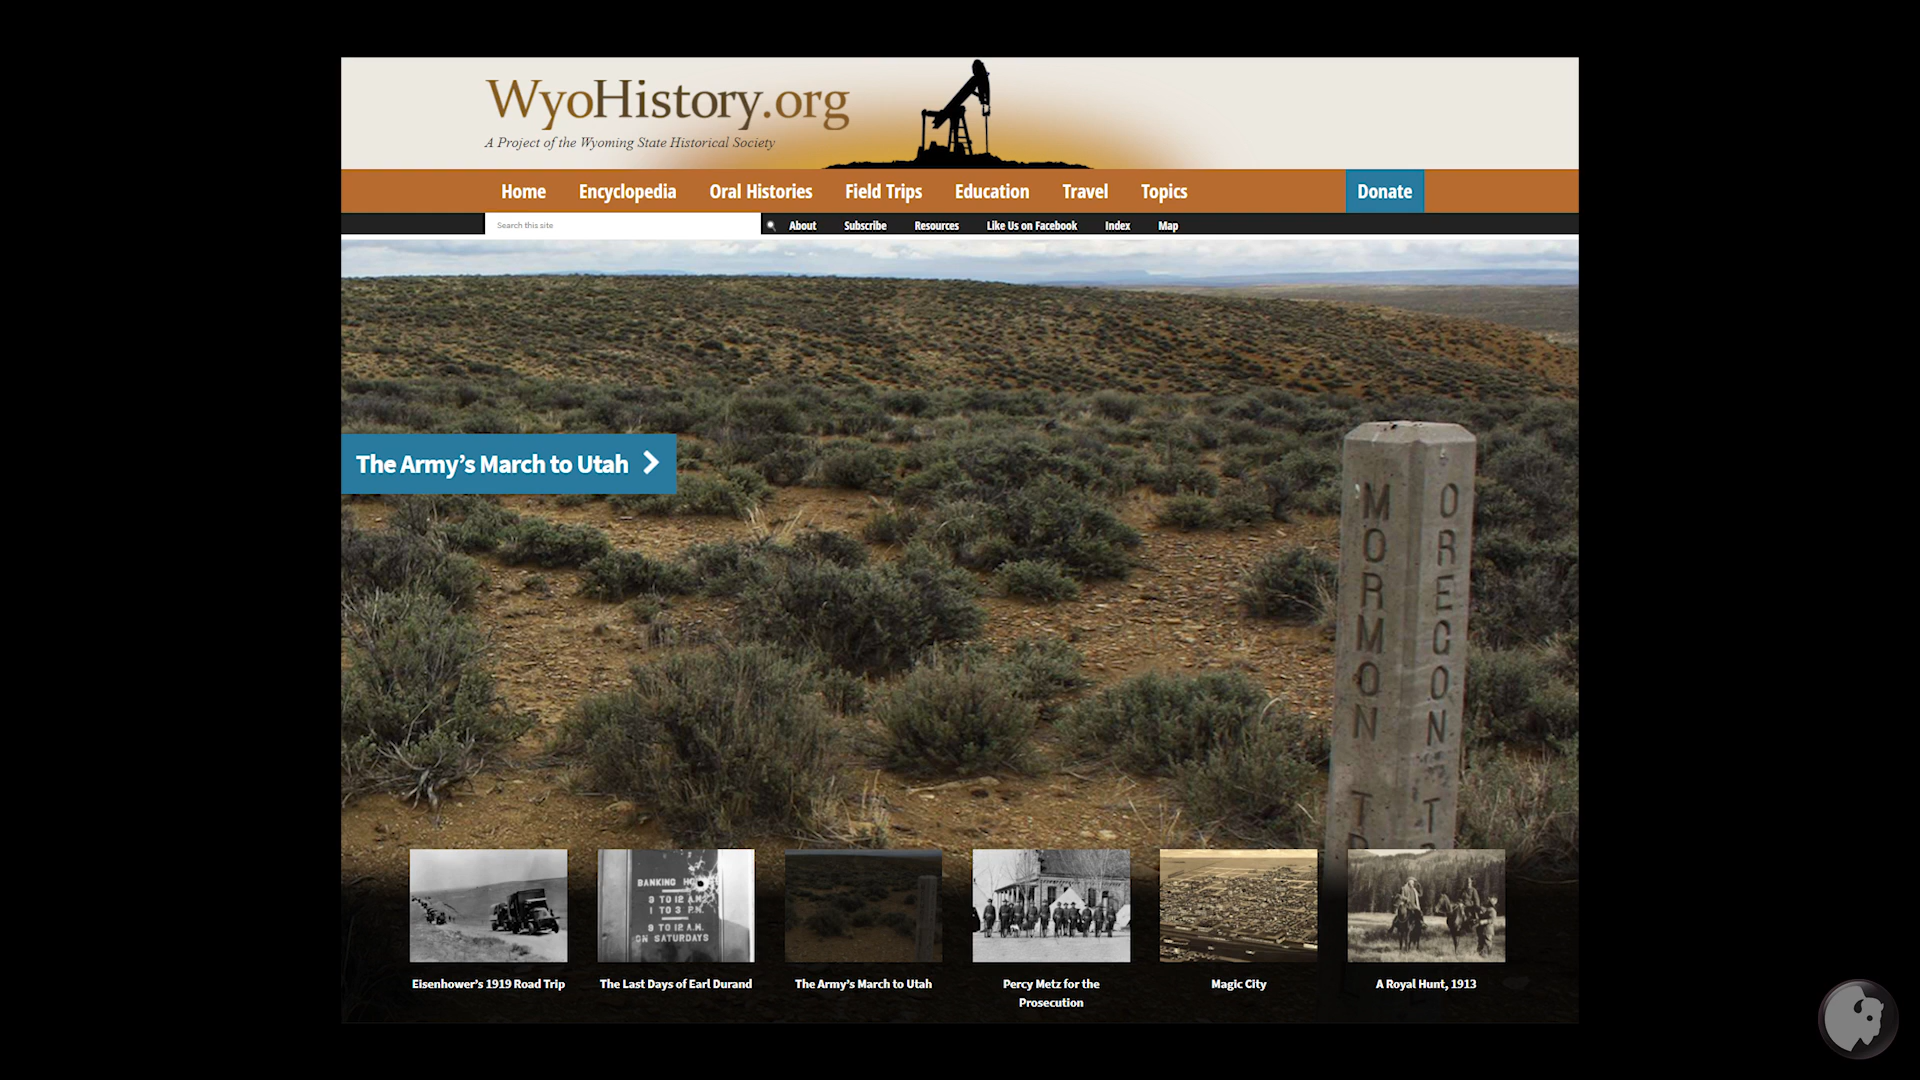 WyoHistory.org
A Project of the Wyoming State Historical Society
Home Encyclopedia Oral Histories Field Trips Education Travel Topics Donate
Search this site About Subscribe Resources Like Us on Facebook Index Map
The Army's March to Utah
MORMON
OREGON
BANKING
9 TO 12 A.M.
1 TO 3 P.M.
9 TO 12 A.M.
ON SATURDAYS
Eisenhower's 1919 Road Trip
The Last Days of Earl Durand
The Army's March to Utah
Percy Metz for the
Prosecution
Magic City
A Royal Hunt, 1913